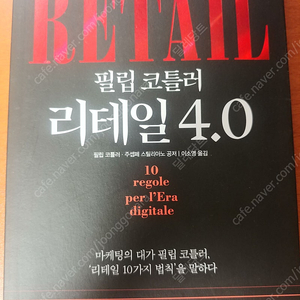 RETAIL
필립 코틀러
리테일 4.0
필립 코틀러 · 주셉페 스틸리아노 공저 | 이소영 옮김
10
regole
per l'Era
digitale
마케팅의 대가 필립 코틀러,
'리테일 10가지 법칙'을 말하다